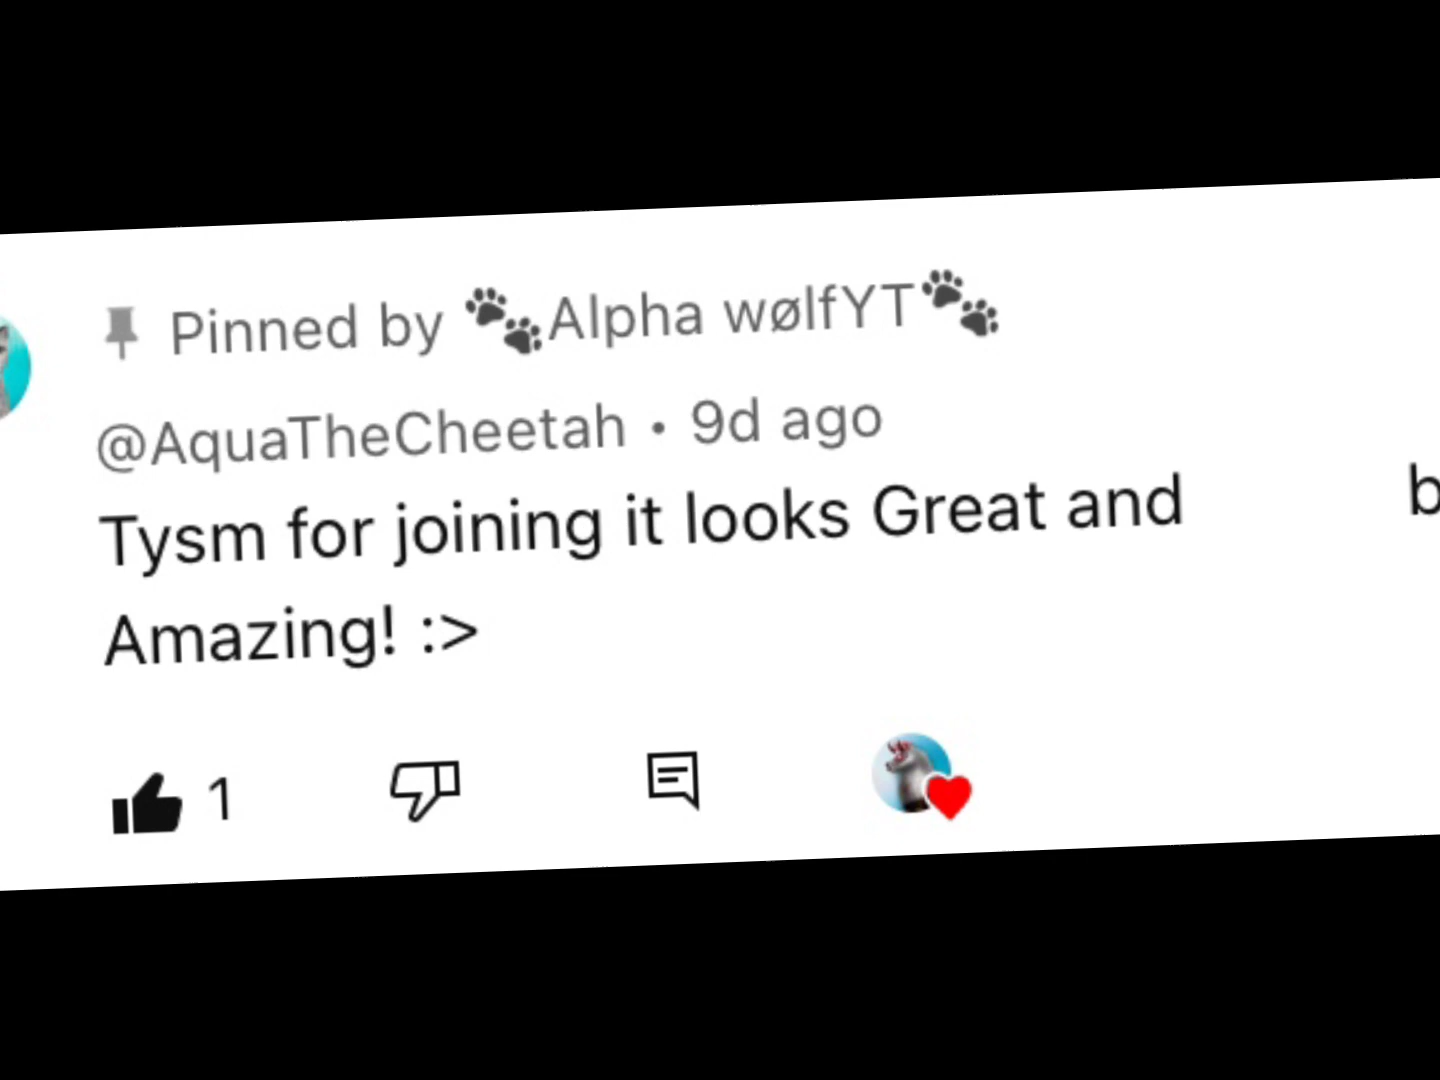 Pinned by 🐾Alpha wølfYT🐾
@AquaTheCheetah • 9d ago
Tysm for joining it looks Great and
Amazing! :>
1